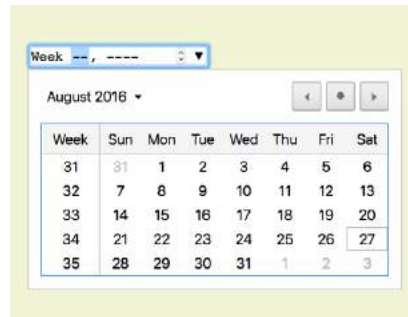 Week --, ----
August 2016
Week Sun Mon Tue Wed Thu Fri Sat
31 31 1 2 3 4 5 6
32 7 8 9 10 11 12 13
33 14 15 16 17 18 19 20
34 21 22 23 24 25 26 27
35 28 29 30 31 1 2 3